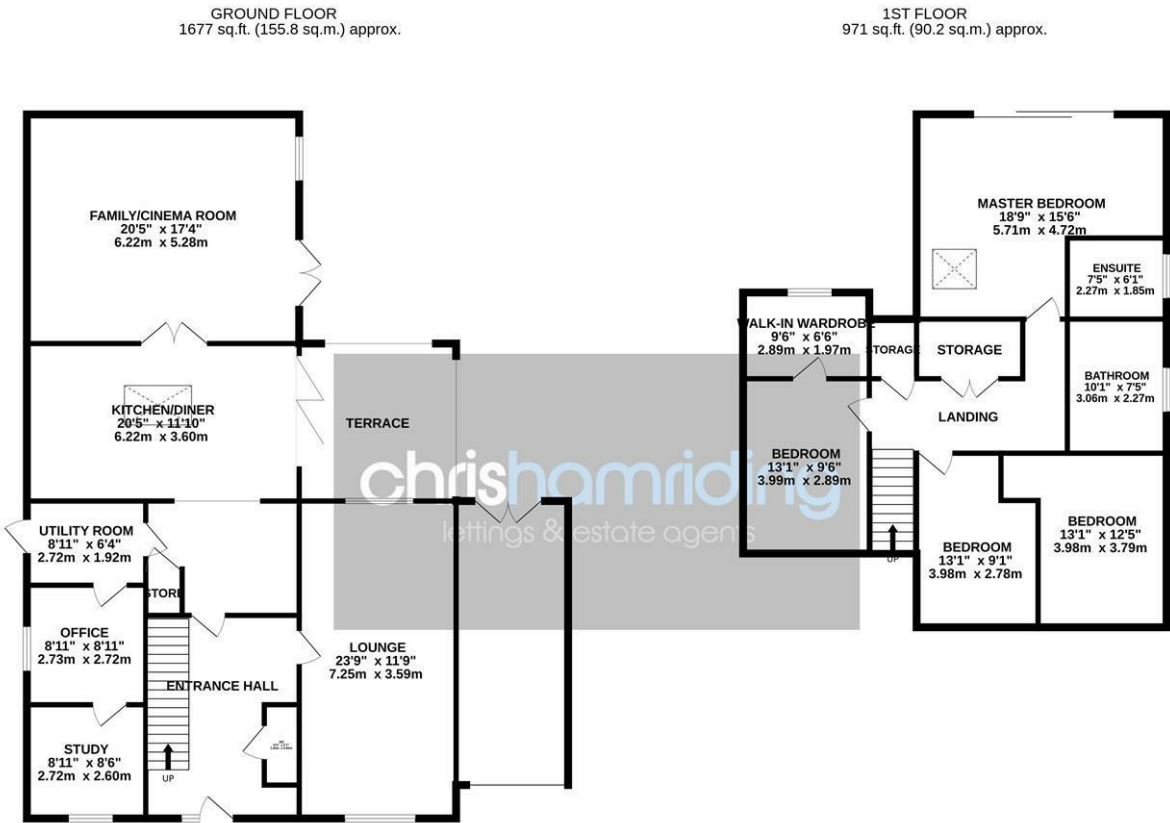 GROUND FLOOR
1677 sq.ft. (155.8 sq.m.) approx.
1ST FLOOR
971 sq.ft. (90.2 sq.m.) approx.
FAMILY/CINEMA ROOM
20'5" x 17'4"
6.22m x 5.28m
KITCHEN/DINER
20'5" x 11'10"
6.22m x 3.60m
TERRACE
UTILITY ROOM
8'11" x 6'4"
2.72m x 1.92m
STORE
OFFICE
8'11" x 8'11"
2.73m x 2.72m
ENTRANCE HALL
LOUNGE
23'9" x 11'9"
7.25m x 3.59m
STUDY
8'11" x 8'6"
2.72m x 2.60m
UP
MASTER BEDROOM
18'9" x 15'6"
5.71m x 4.72m
ENSUITE
7'5" x 6'1"
2.27m x 1.85m
WALK-IN WARDROBE
9'6" x 6'6"
2.89m x 1.97m
STORAGE
STORAGE
BATHROOM
10'1" x 7'5"
3.06m x 2.27m
LANDING
BEDROOM
13'1" x 9'6"
3.99m x 2.89m
BEDROOM
13'1" x 9'1"
3.98m x 2.78m
BEDROOM
13'1" x 12'5"
3.98m x 3.79m
UP
chrishamriding
lettings & estate agents